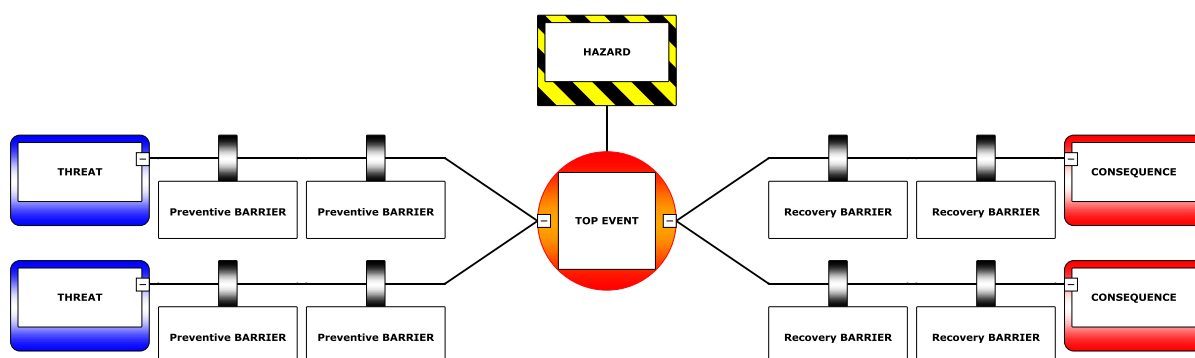 HAZARD
THREAT
Preventive BARRIER
Preventive BARRIER
TOP EVENT
Recovery BARRIER
Recovery BARRIER
CONSEQUENCE
THREAT
Preventive BARRIER
Preventive BARRIER
Recovery BARRIER
Recovery BARRIER
CONSEQUENCE